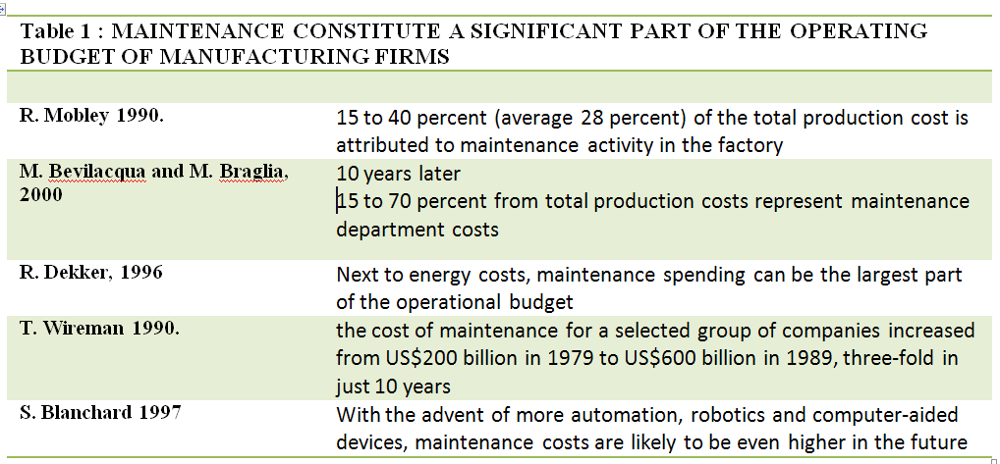 Table 1 : MAINTENANCE CONSTITUTE A SIGNIFICANT PART OF THE OPERATING
BUDGET OF MANUFACTURING FIRMS
R. Mobley 1990.
15 to 40 percent (average 28 percent) of the total production cost is
attributed to maintenance activity in the factory
M. Bevilacqua and M. Braglia,
2000
10 years later
15 to 70 percent from total production costs represent maintenance
department costs
R. Dekker, 1996
Next to energy costs, maintenance spending can be the largest part
of the operational budget
T. Wireman 1990.
the cost of maintenance for a selected group of companies increased
from US$200 billion in 1979 to US$600 billion in 1989, three-fold in
just 10 years
S. Blanchard 1997
With the advent of more automation, robotics and computer-aided
devices, maintenance costs are likely to be even higher in the future